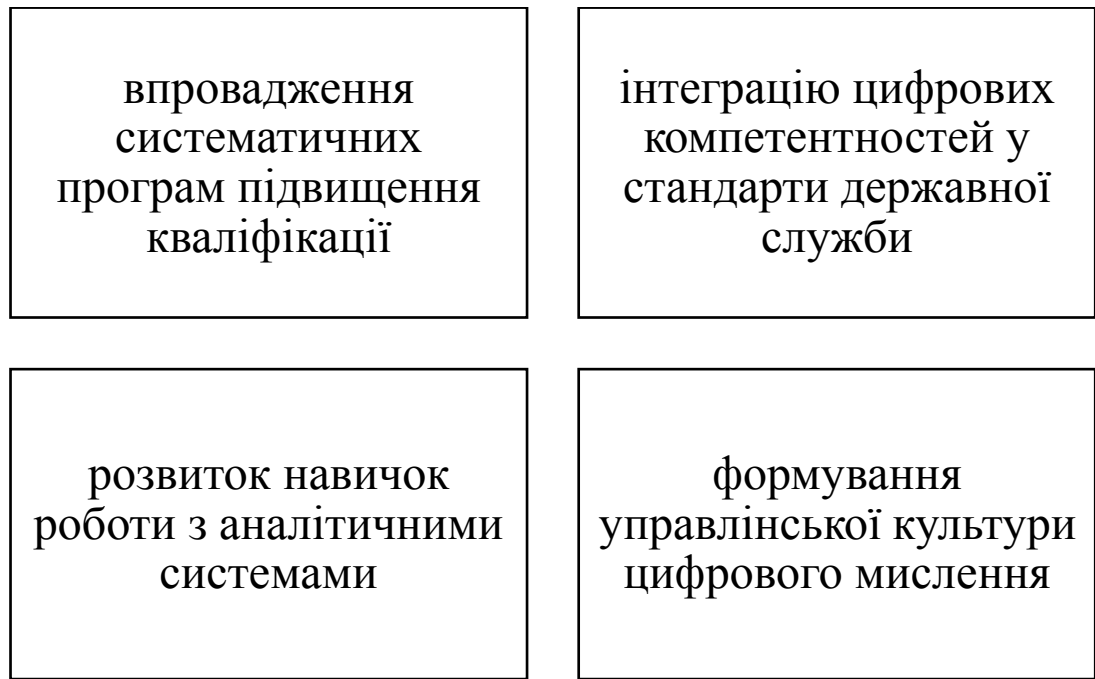 впровадження
систематичних
програм підвищення
кваліфікації
інтеграцію цифрових
компетентностей у
стандарти державної
служби
розвиток навичок
роботи з аналітичними
системами
формування
управлінської культури
цифрового мислення